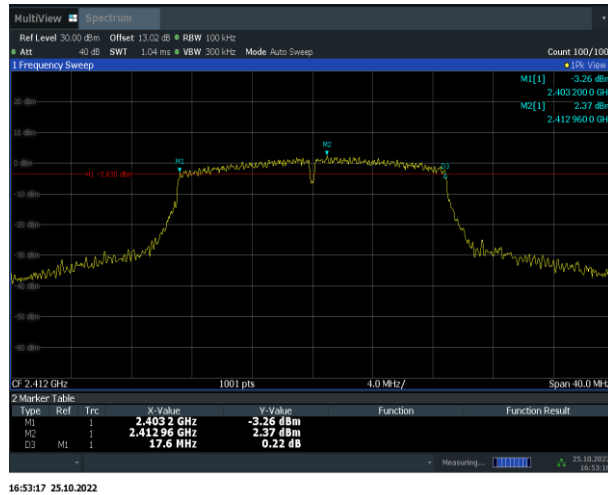 MultiView Spectrum
Ref Level 30.00 dBm Offset 13.02 dB RBW 100 kHz
Att 40 dB SWT 1.04 ms VBW 300 kHz Mode Auto Sweep Count 100/100
1 Frequency Sweep 1Pk View
M1[1] -3.26 dBm
2.403 200 0 GHz
M2[1] 2.37 dBm
2.412 960 0 GHz
20 dBm
10 dBm
M2
0 dBm
M1
D3
H1 -3.630 dBm
-10 dBm
-20 dBm
-30 dBm
-40 dBm
-50 dBm
-60 dBm
CF 2.412 GHz 1001 pts 4.0 MHz/ Span 40.0 MHz
2 Marker Table
Type Ref Trc X-Value Y-Value Function Function Result
M1 1 2.403 2 GHz -3.26 dBm
M2 1 2.412 96 GHz 2.37 dBm
D3 M1 1 17.6 MHz 0.22 dB
Measuring... 25.10.2022
16:53:16
16:53:17 25.10.2022